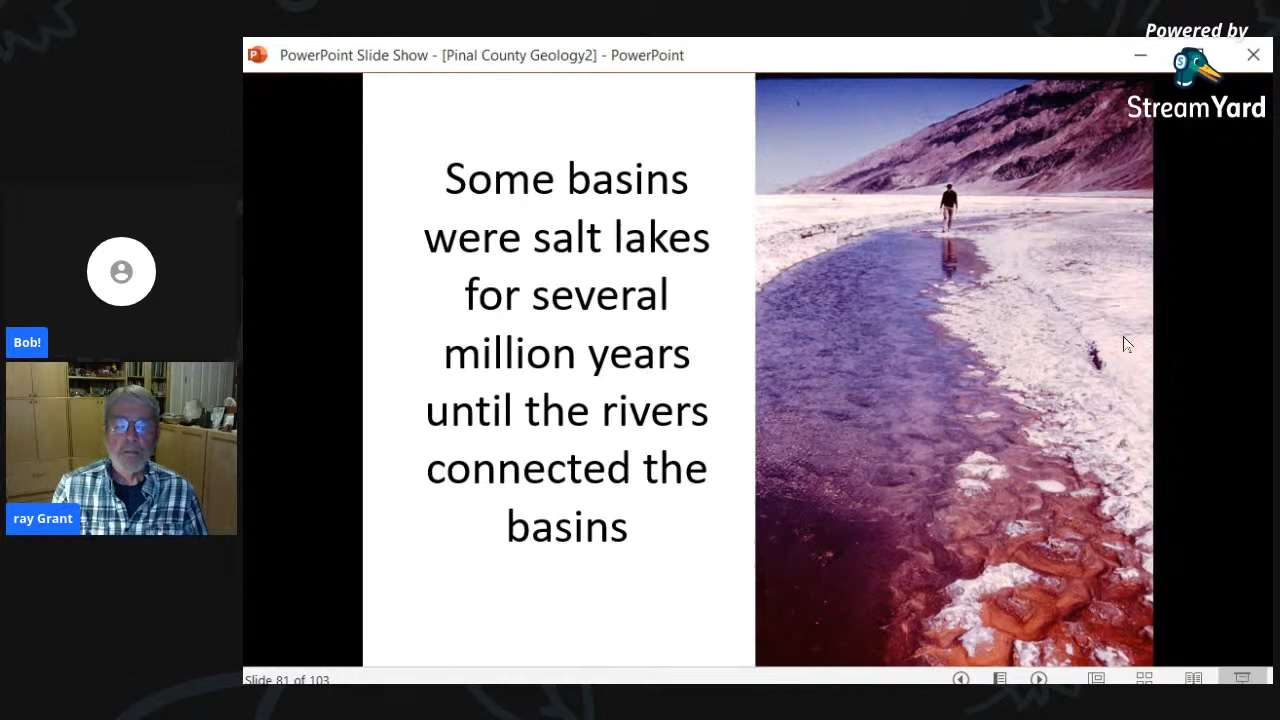 Powered by
StreamYard
PowerPoint Slide Show - [Pinal County Geology2] - PowerPoint
Some basins
were salt lakes
for several
million years
until the rivers
connected the
basins
Bob!
ray Grant
Slide 81 of 103